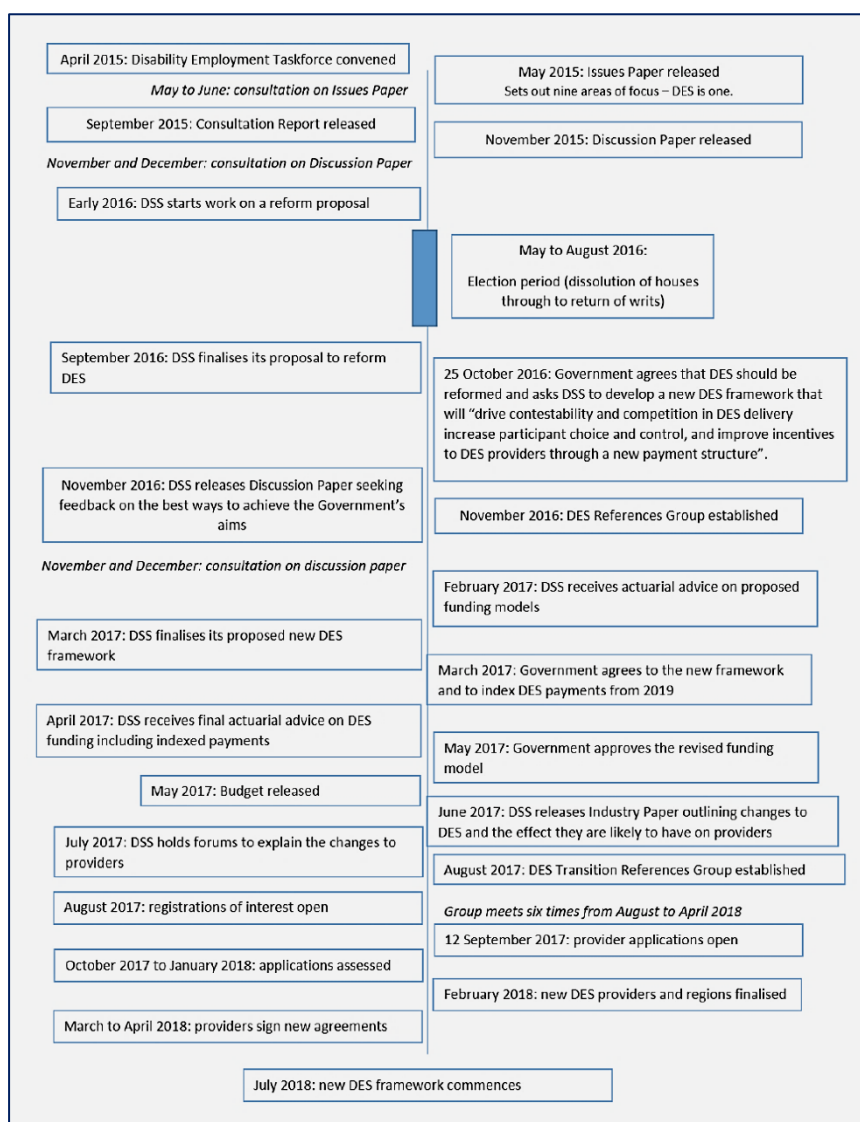 April 2015: Disability Employment Taskforce convened
May 2015: Issues Paper released
Sets out nine areas of focus – DES is one.
May to June: consultation on Issues Paper
September 2015: Consultation Report released
November 2015: Discussion Paper released
November and December: consultation on Discussion Paper
Early 2016: DSS starts work on a reform proposal
May to August 2016:
Election period (dissolution of houses
through to return of writs)
September 2016: DSS finalises its proposal to reform
DES
25 October 2016: Government agrees that DES should be
reformed and asks DSS to develop a new DES framework that
will “drive contestability and competition in DES delivery
increase participant choice and control, and improve incentives
to DES providers through a new payment structure”.
November 2016: DSS releases Discussion Paper seeking
feedback on the best ways to achieve the Government’s
aims
November 2016: DES References Group established
November and December: consultation on discussion paper
February 2017: DSS receives actuarial advice on proposed
funding models
March 2017: DSS finalises its proposed new DES
framework
March 2017: Government agrees to the new framework
and to index DES payments from 2019
April 2017: DSS receives final actuarial advice on DES
funding including indexed payments
May 2017: Government approves the revised funding
model
May 2017: Budget released
June 2017: DSS releases Industry Paper outlining changes to
DES and the effect they are likely to have on providers
July 2017: DSS holds forums to explain the changes to
providers
August 2017: DES Transition References Group established
August 2017: registrations of interest open
Group meets six times from August to April 2018
12 September 2017: provider applications open
October 2017 to January 2018: applications assessed
February 2018: new DES providers and regions finalised
March to April 2018: providers sign new agreements
July 2018: new DES framework commences